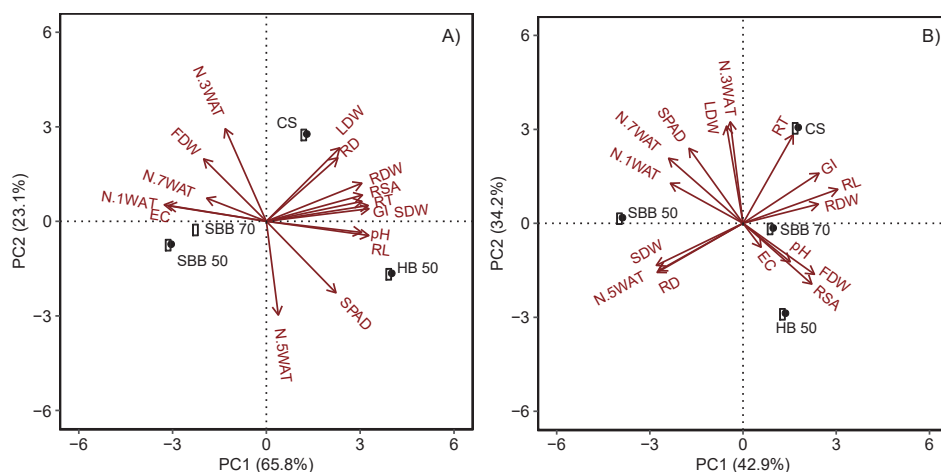 A)
6
3
0
−3
−6
PC2 (23.1%)
N.3WAT
CS
LDW
RD
FDW
RDW
RSA
RT
N.7WAT
N.1WAT
EC
GI SDW
SBB 70
pH
RL
SBB 50
HB 50
SPAD
N.5WAT
−6 −3 0 3 6
PC1 (65.8%)
B)
6
3
0
−3
−6
PC2 (34.2%)
N.3WAT
LDW
SPAD
N.7WAT
N.1WAT
RT
CS
GI
RL
RDW
SBB 50
SBB 70
SDW
pH
EC
N.5WAT
RD
FDW
RSA
HB 50
−6 −3 0 3 6
PC1 (42.9%)